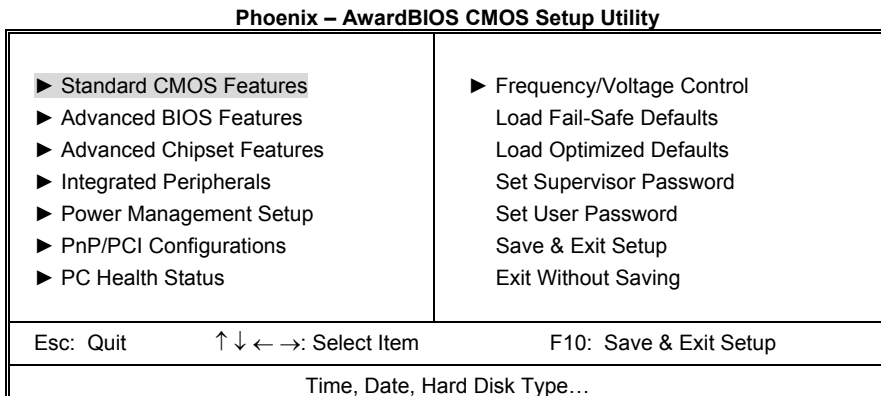 Phoenix – AwardBIOS CMOS Setup Utility
► Standard CMOS Features
► Advanced BIOS Features
► Advanced Chipset Features
► Integrated Peripherals
► Power Management Setup
► PnP/PCI Configurations
► PC Health Status
► Frequency/Voltage Control
Load Fail-Safe Defaults
Load Optimized Defaults
Set Supervisor Password
Set User Password
Save & Exit Setup
Exit Without Saving
Esc: Quit ↑ ↓ ← →: Select Item F10: Save & Exit Setup
Time, Date, Hard Disk Type…